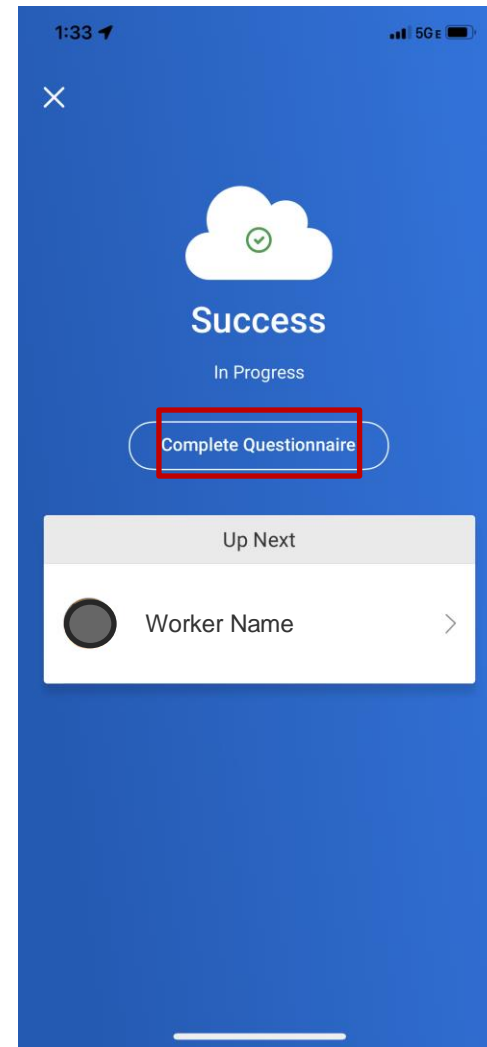 1:33
5G E
Success
In Progress
Complete Questionnaire
Up Next
Worker Name